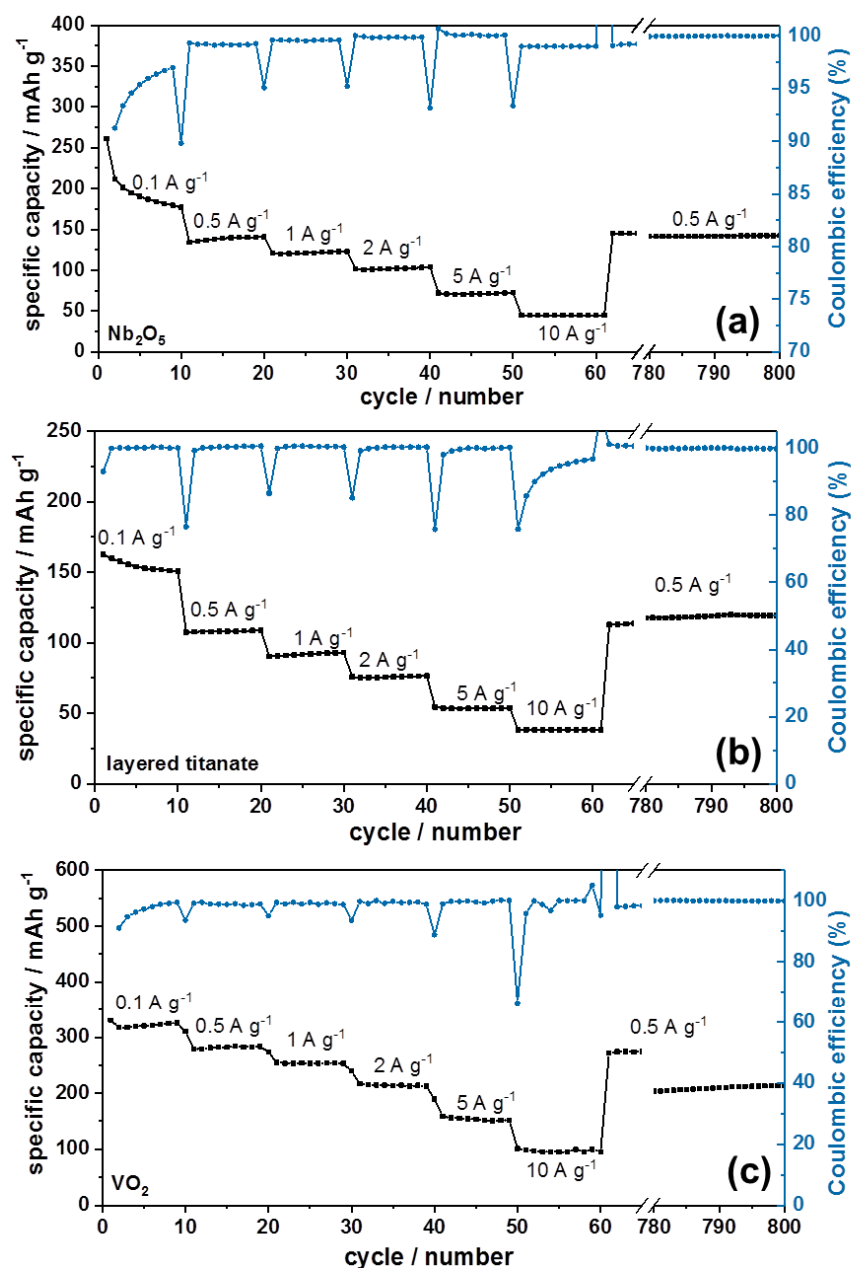 400
350
300
250
200
150
100
50
0
specific capacity / mAh g⁻¹
0.1 A g⁻¹
0.5 A g⁻¹
1 A g⁻¹
2 A g⁻¹
5 A g⁻¹
10 A g⁻¹
0.5 A g⁻¹
Nb₂O₅
(a)
100
95
90
85
80
75
70
Coulombic efficiency (%)
0 10 20 30 40 50 60 780 790 800
cycle / number
250
200
150
100
50
0
specific capacity / mAh g⁻¹
0.1 A g⁻¹
0.5 A g⁻¹
1 A g⁻¹
2 A g⁻¹
5 A g⁻¹
10 A g⁻¹
0.5 A g⁻¹
layered titanate
(b)
100
80
60
40
20
0
Coulombic efficiency (%)
0 10 20 30 40 50 60 780 790 800
cycle / number
600
500
400
300
200
100
0
specific capacity / mAh g⁻¹
0.1 A g⁻¹
0.5 A g⁻¹
1 A g⁻¹
2 A g⁻¹
5 A g⁻¹
10 A g⁻¹
0.5 A g⁻¹
VO₂
(c)
100
80
60
40
20
0
Coulombic efficiency (%)
0 10 20 30 40 50 60 780 790 800
cycle / number